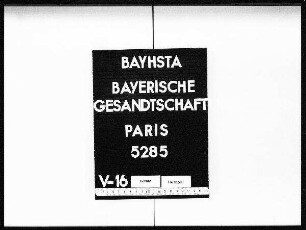 BAYHSTA
BAYERISCHE
GESANDTSCHAFT
PARIS
5285
V-16